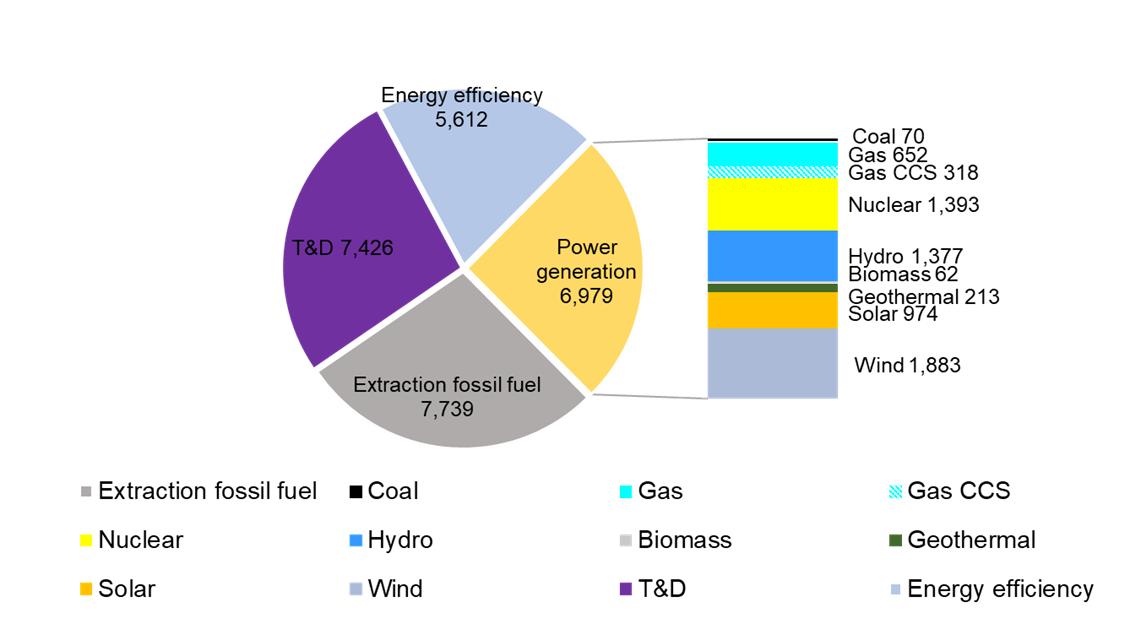 Energy efficiency
5,612
T&D 7,426
Power
generation
6,979
Extraction fossil fuel
7,739
Coal 70
Gas 652
Gas CCS 318
Nuclear 1,393
Hydro 1,377
Biomass 62
Geothermal 213
Solar 974
Wind 1,883
Extraction fossil fuel
Coal
Gas
Gas CCS
Nuclear
Hydro
Biomass
Geothermal
Solar
Wind
T&D
Energy efficiency